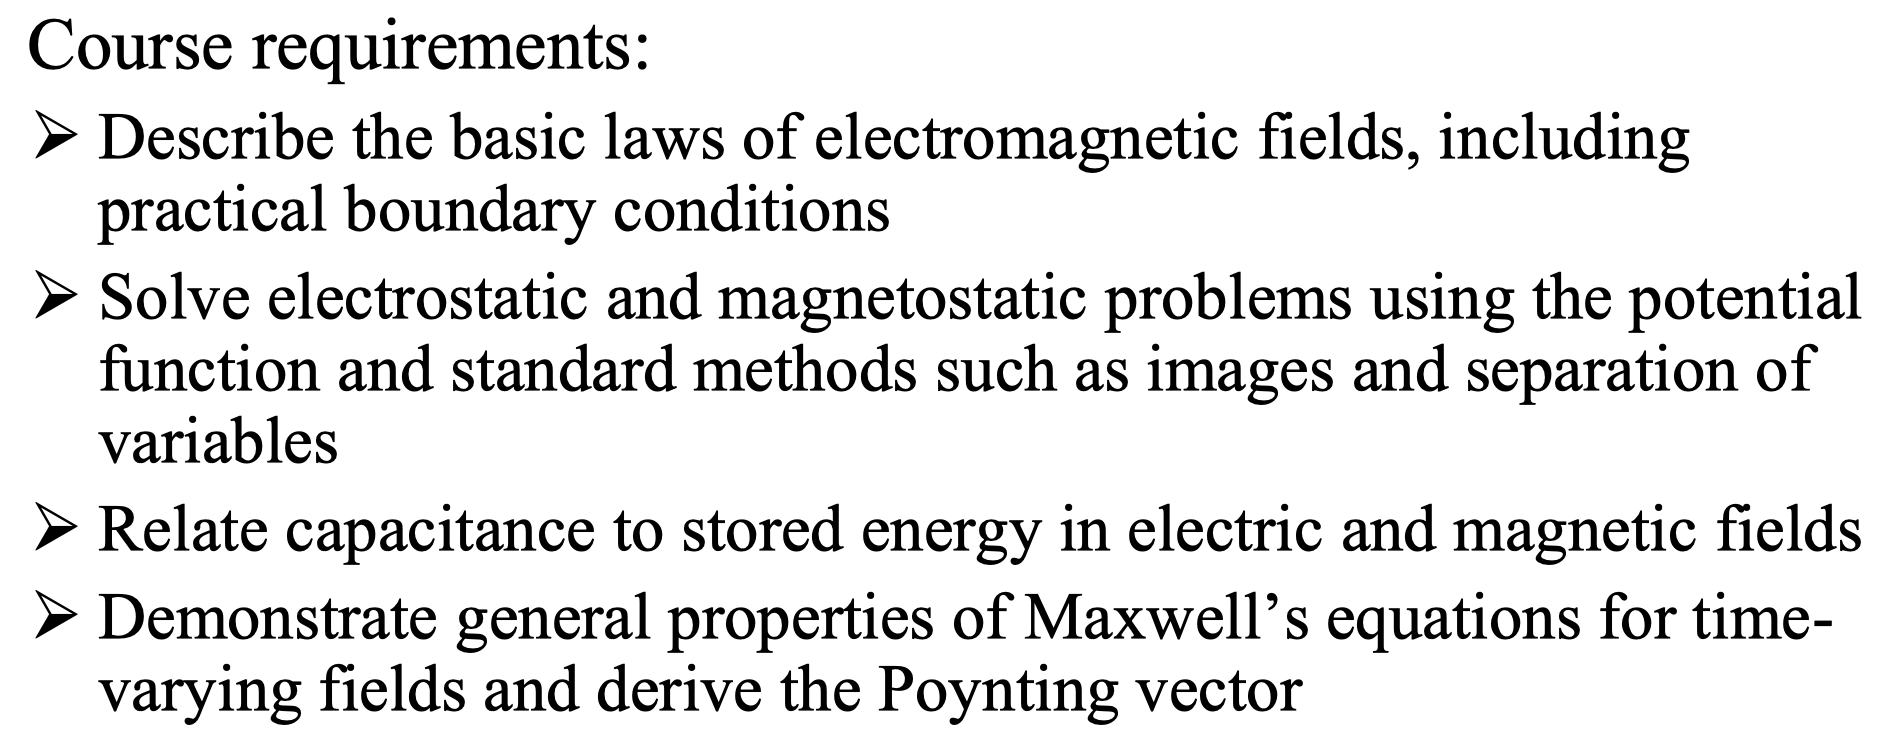 Course requirements:
➢ Describe the basic laws of electromagnetic fields, including
practical boundary conditions
➢ Solve electrostatic and magnetostatic problems using the potential
function and standard methods such as images and separation of
variables
➢ Relate capacitance to stored energy in electric and magnetic fields
➢ Demonstrate general properties of Maxwell’s equations for time-
varying fields and derive the Poynting vector